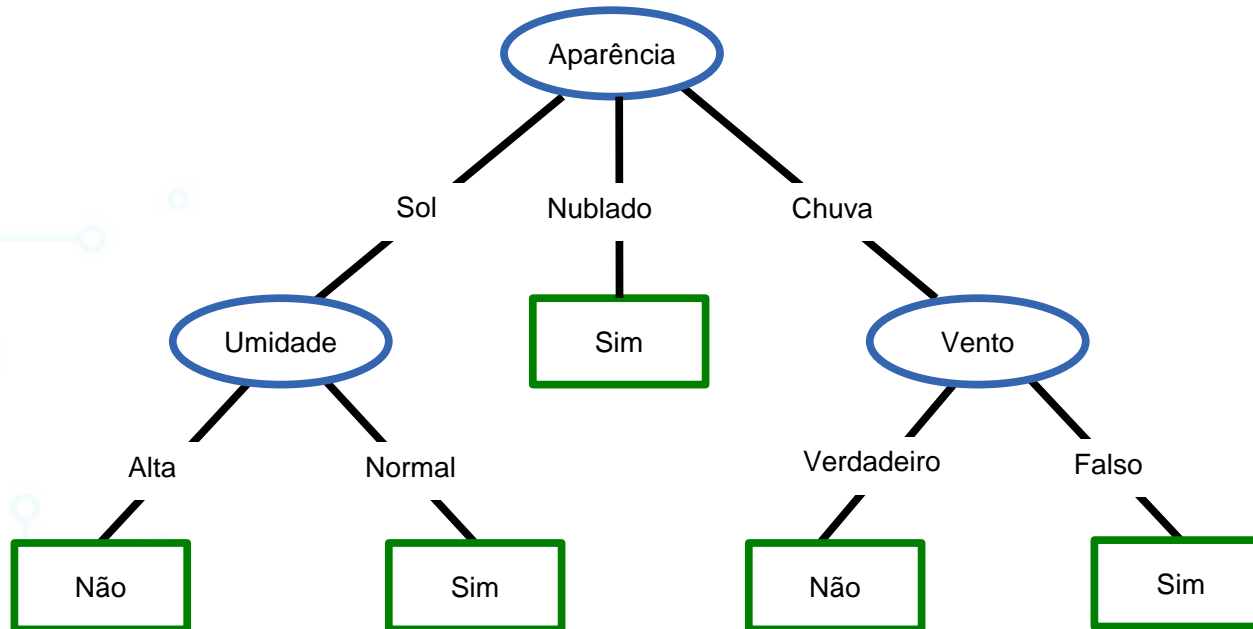 Aparência
Sol
Nublado
Chuva
Umidade
Sim
Vento
Alta
Normal
Verdadeiro
Falso
Não
Sim
Não
Sim